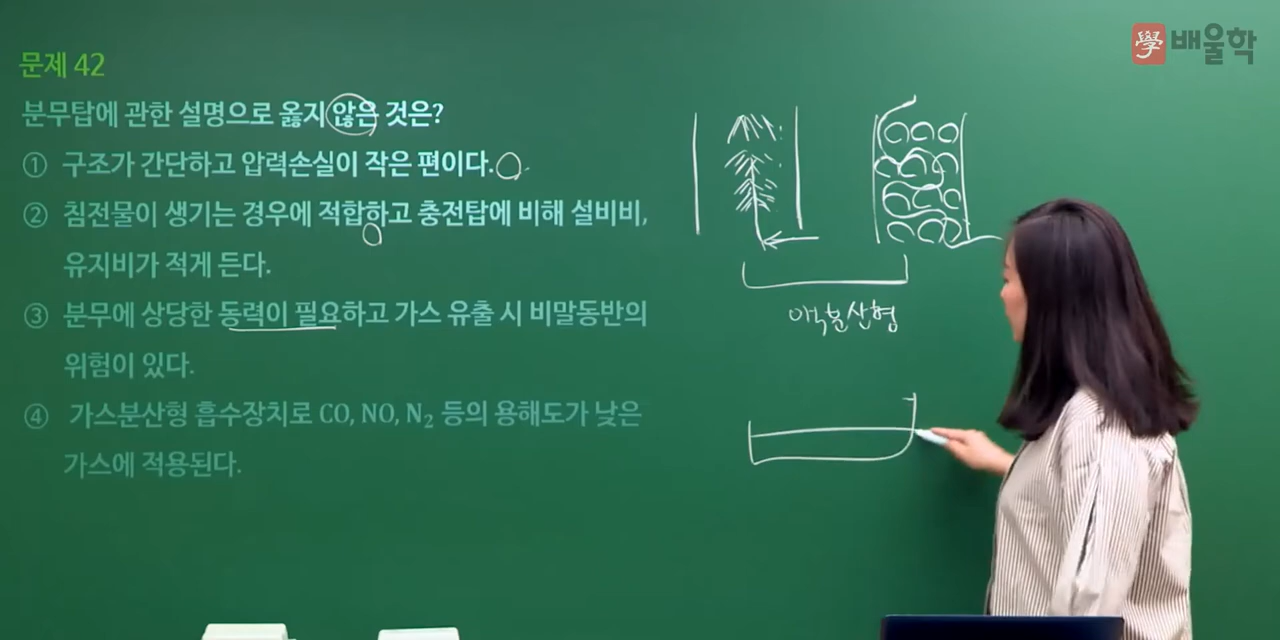 學 배울학
문제 42
분무탑에 관한 설명으로 옳지 않은 것은?
① 구조가 간단하고 압력손실이 작은 편이다.
② 침전물이 생기는 경우에 적합하고 충전탑에 비해 설비비,
유지비가 적게 든다.
③ 분무에 상당한 동력이 필요하고 가스 유출 시 비말동반의
위험이 있다.
④ 가스분산형 흡수장치로 CO, NO, N₂ 등의 용해도가 낮은
가스에 적용된다.
액분산형